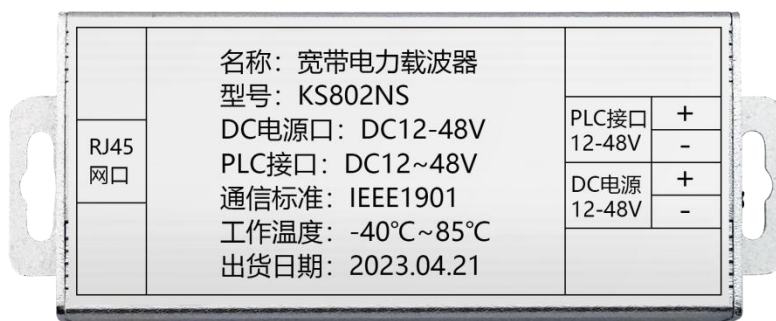 RJ45
网口
名称：宽带电力载波器
型号：KS802NS
DC电源口：DC12-48V
PLC接口：DC12~48V
通信标准：IEEE1901
工作温度：-40℃~85℃
出货日期：2023.04.21
PLC接口
12-48V
+
-
DC电源
12-48V
+
-